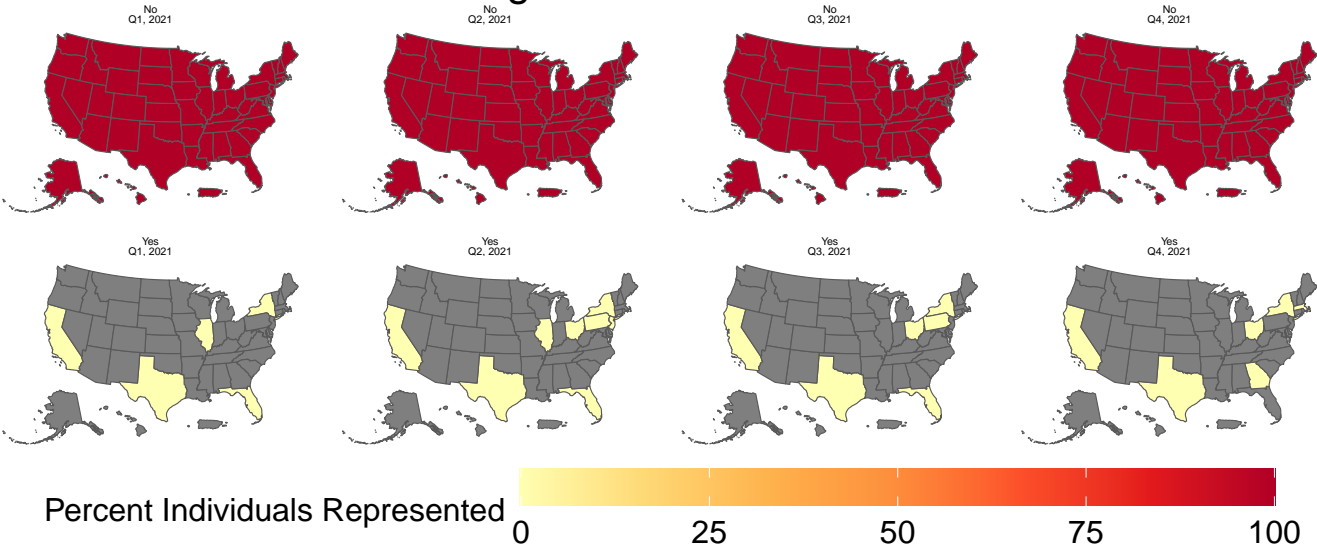 No
Q1, 2021
No
Q2, 2021
No
Q3, 2021
No
Q4, 2021
Yes
Q1, 2021
Yes
Q2, 2021
Yes
Q3, 2021
Yes
Q4, 2021
Percent Individuals Represented
0 25 50 75 100